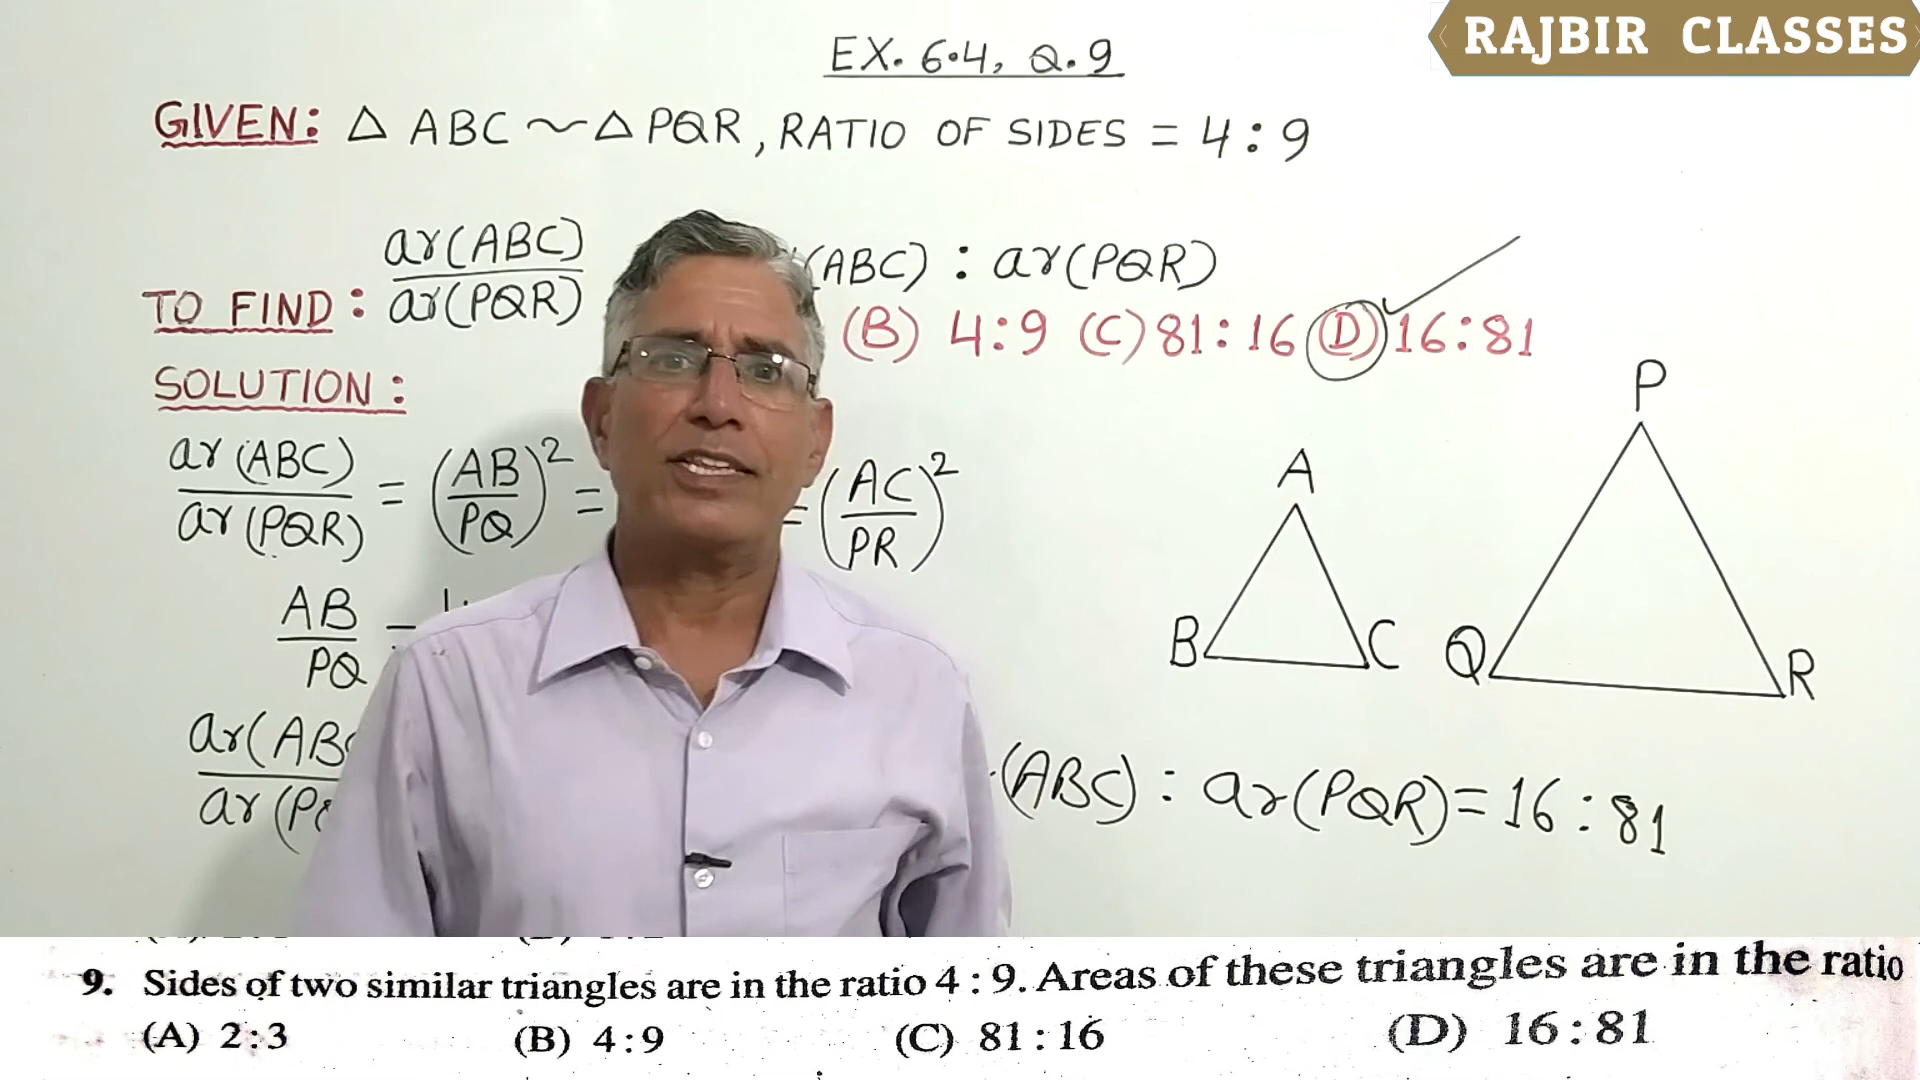 RAJBIR CLASSES
EX. 6.4, Q.9
GIVEN: △ ABC ~ △ PQR, RATIO OF SIDES = 4 : 9
TO FIND: ar(ABC) / ar(PQR) (ABC) : ar(PQR)
(B) 4:9 (C) 81:16 (D) 16:81
SOLUTION:
ar(ABC) / ar(PQR) = (AB/PQ)² = = (AC/PR)²
AB / PQ =
ar(AB
ar(P
(ABC) : ar(PQR) = 16 : 81
A
B
C
P
Q
R
9. Sides of two similar triangles are in the ratio 4 : 9. Areas of these triangles are in the ratio
(A) 2 : 3 (B) 4 : 9 (C) 81 : 16 (D) 16 : 81